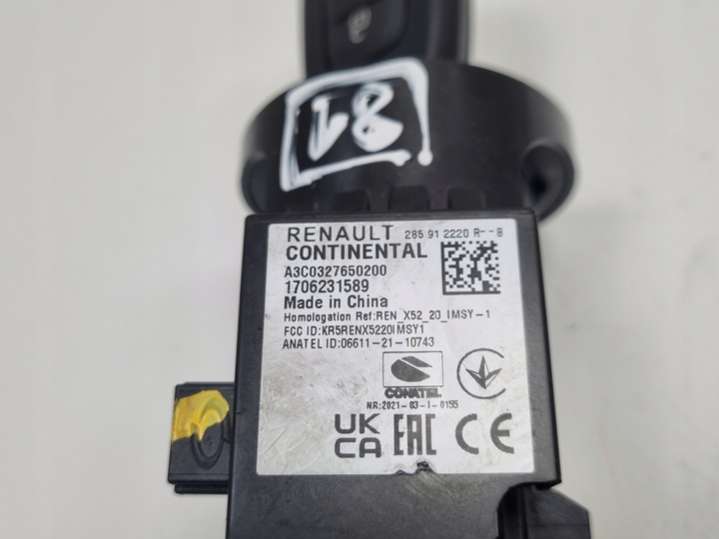 18
RENAULT 285 91 2220 R--B
CONTINENTAL
A3C0327650200
1706231589
Made in China
Homologation Ref:REN_X52_20_IMSY-1
FCC ID:KR5RENX5220IMSY1
ANATEL ID:06611-21-10743
CONATEL
NR:2021-03-I-0155
UK
CA EAC CE